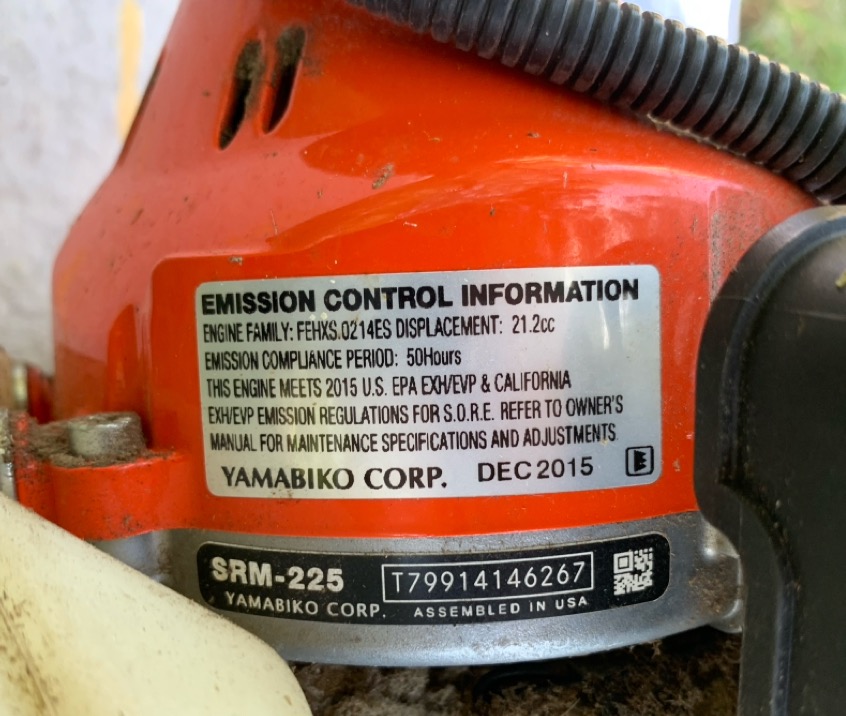 EMISSION CONTROL INFORMATION
ENGINE FAMILY: FEHXS.0214ES DISPLACEMENT: 21.2cc
EMISSION COMPLIANCE PERIOD: 50Hours
THIS ENGINE MEETS 2015 U.S. EPA EXH/EVP & CALIFORNIA
EXH/EVP EMISSION REGULATIONS FOR S.O.R.E. REFER TO OWNER'S
MANUAL FOR MAINTENANCE SPECIFICATIONS AND ADJUSTMENTS
YAMABIKO CORP. DEC 2015
SRM-225 T79914146267
YAMABIKO CORP. ASSEMBLED IN USA